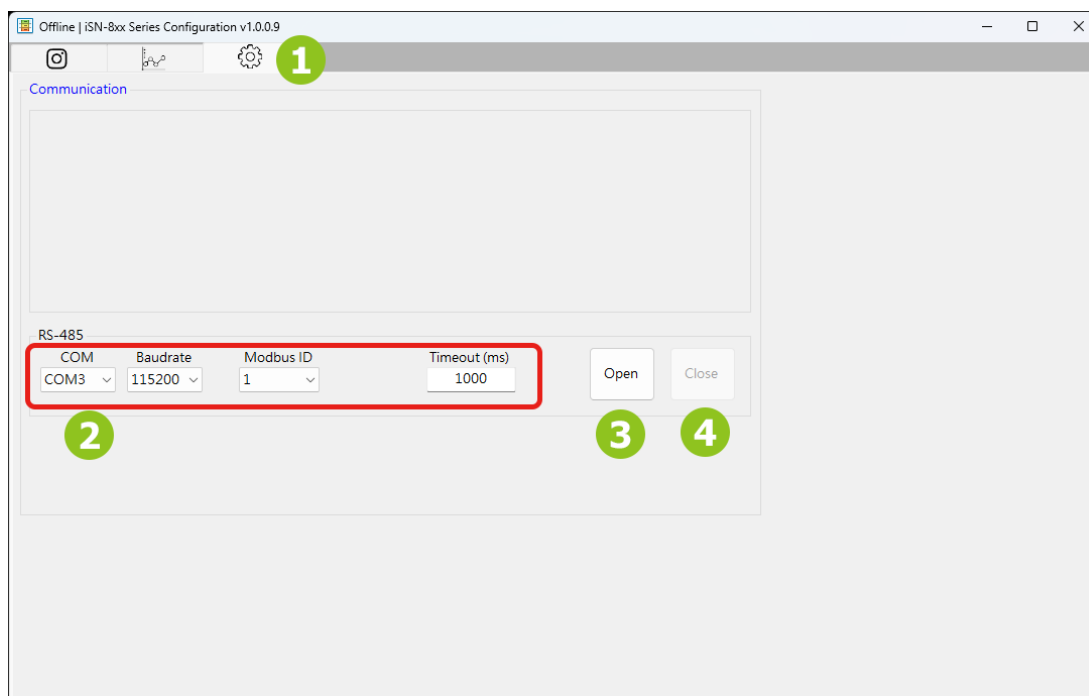 Offline | iSN-8xx Series Configuration v1.0.0.9
1
Communication
RS-485
COM Baudrate Modbus ID Timeout (ms)
COM3 115200 1 1000 Open Close
2 3 4